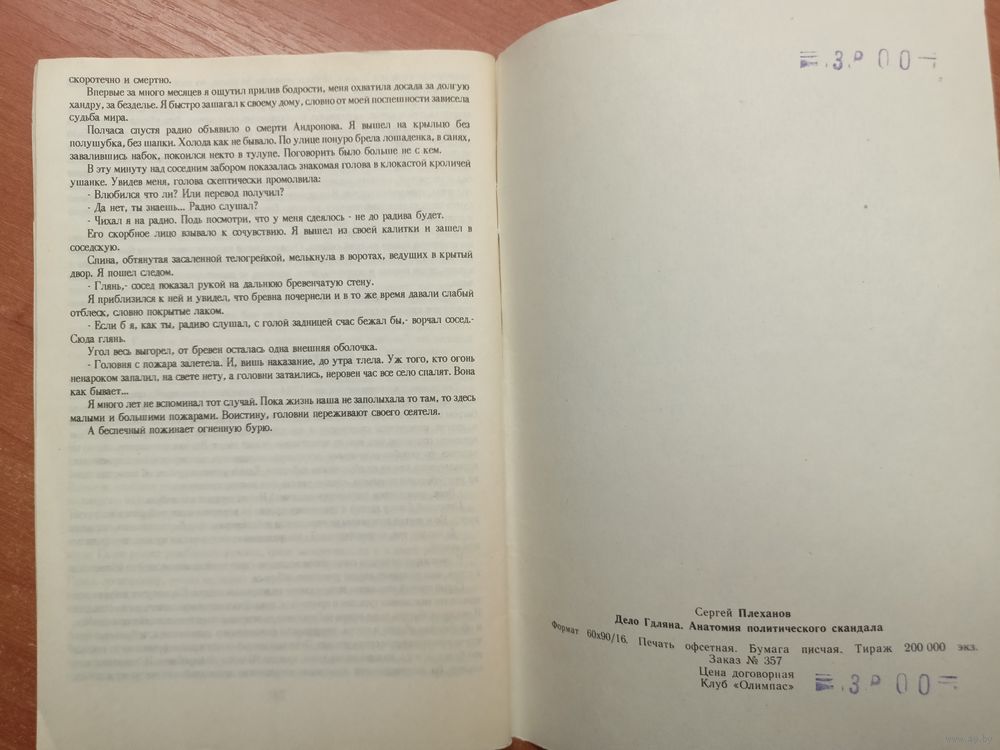 скоротечно и смертно.
Впервые за много месяцев я ощутил прилив бодрости, меня охватила досада за долгую
хандру, за безделье. Я быстро зашагал к своему дому, словно от моей поспешности зависела
судьба мира.
Полчаса спустя радио объявило о смерти Андропова. Я вышел на крыльцо без
полушубка, без шапки. Холода как не бывало. По улице понуро брела лошаденка, в санях,
завалившись набок, покоился некто в тулупе. Поговорить было больше не с кем.
В эту минуту над соседним забором показалась знакомая голова в клокастой кроличей
ушанке. Увидев меня, голова скептически промолвила:
- Влюбился что ли? Или перевод получил?
- Да нет, ты знаешь... Радио слушал?
- Чихал я на радио. Подь посмотри, что у меня сделось - не до радива будет.
Его скорбное лицо взывало к сочувствию. Я вышел из своей калитки и зашел в
соседскую.
Спина, обтянутая засаленной телогрейкой, мелькнула в воротах, ведущих в крытый
двор. Я пошел следом.
- Глянь,- сосед показал рукой на дальнюю бревенчатую стену.
Я приблизился к ней и увидел, что бревна почернели и в то же время давали слабый
отблеск, словно покрытые лаком.
- Если б я, как ты, радиво слушал, с голой задницей счас бежал бы,- ворчал сосед.-
Сюда глянь.
Угол весь выгорел, от бревен осталась одна внешняя оболочка.
- Головня с пожара залетела. И, вишь наказание, до утра тлела. Уж того, кто огонь
ненароком запалил, на свете нету, а головни затаились, неровен час все село спалят. Вона
как бывает...
Я много лет не вспоминал тот случай. Пока жизнь наша не заполыхала то там, то здесь
малыми и большими пожарами. Воистину, головни переживают своего сеятеля.
А беспечный пожинает огненную бурю.
3 Р 00
Сергей Плеханов
Дело Гдляна. Анатомия политического скандала
Формат 60х90/16. Печать офсетная. Бумага писчая. Тираж 200 000 экз.
Заказ № 357
Цена договорная
Клуб «Олимпас»
3 Р 00
www.ay.by